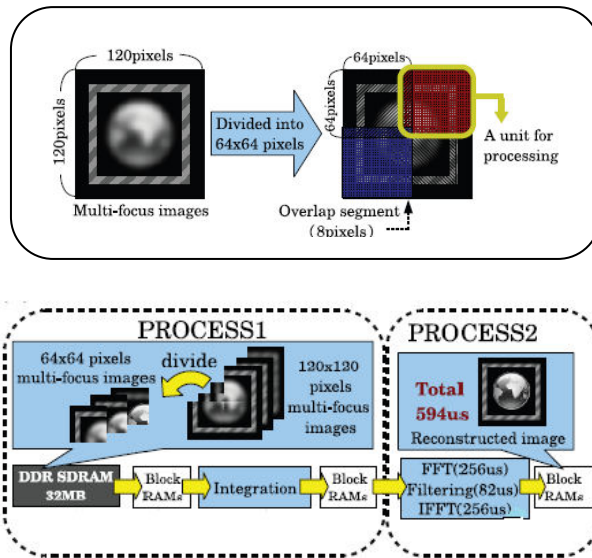 120pixels
120pixels
Multi-focus images
Divided into
64x64 pixels
64pixels
64pixels
A unit for
processing
Overlap segment
(8pixels)
PROCESS1
64x64 pixels
multi-focus images
divide
120x120
pixels
multi-focus
images
DDR SDRAM
32MB
Block
RAMs
Integration
Block
RAMs
PROCESS2
Total
594us
Reconstructed image
FFT(256us)
Filtering(82us)
IFFT(256us)
Block
RAMs